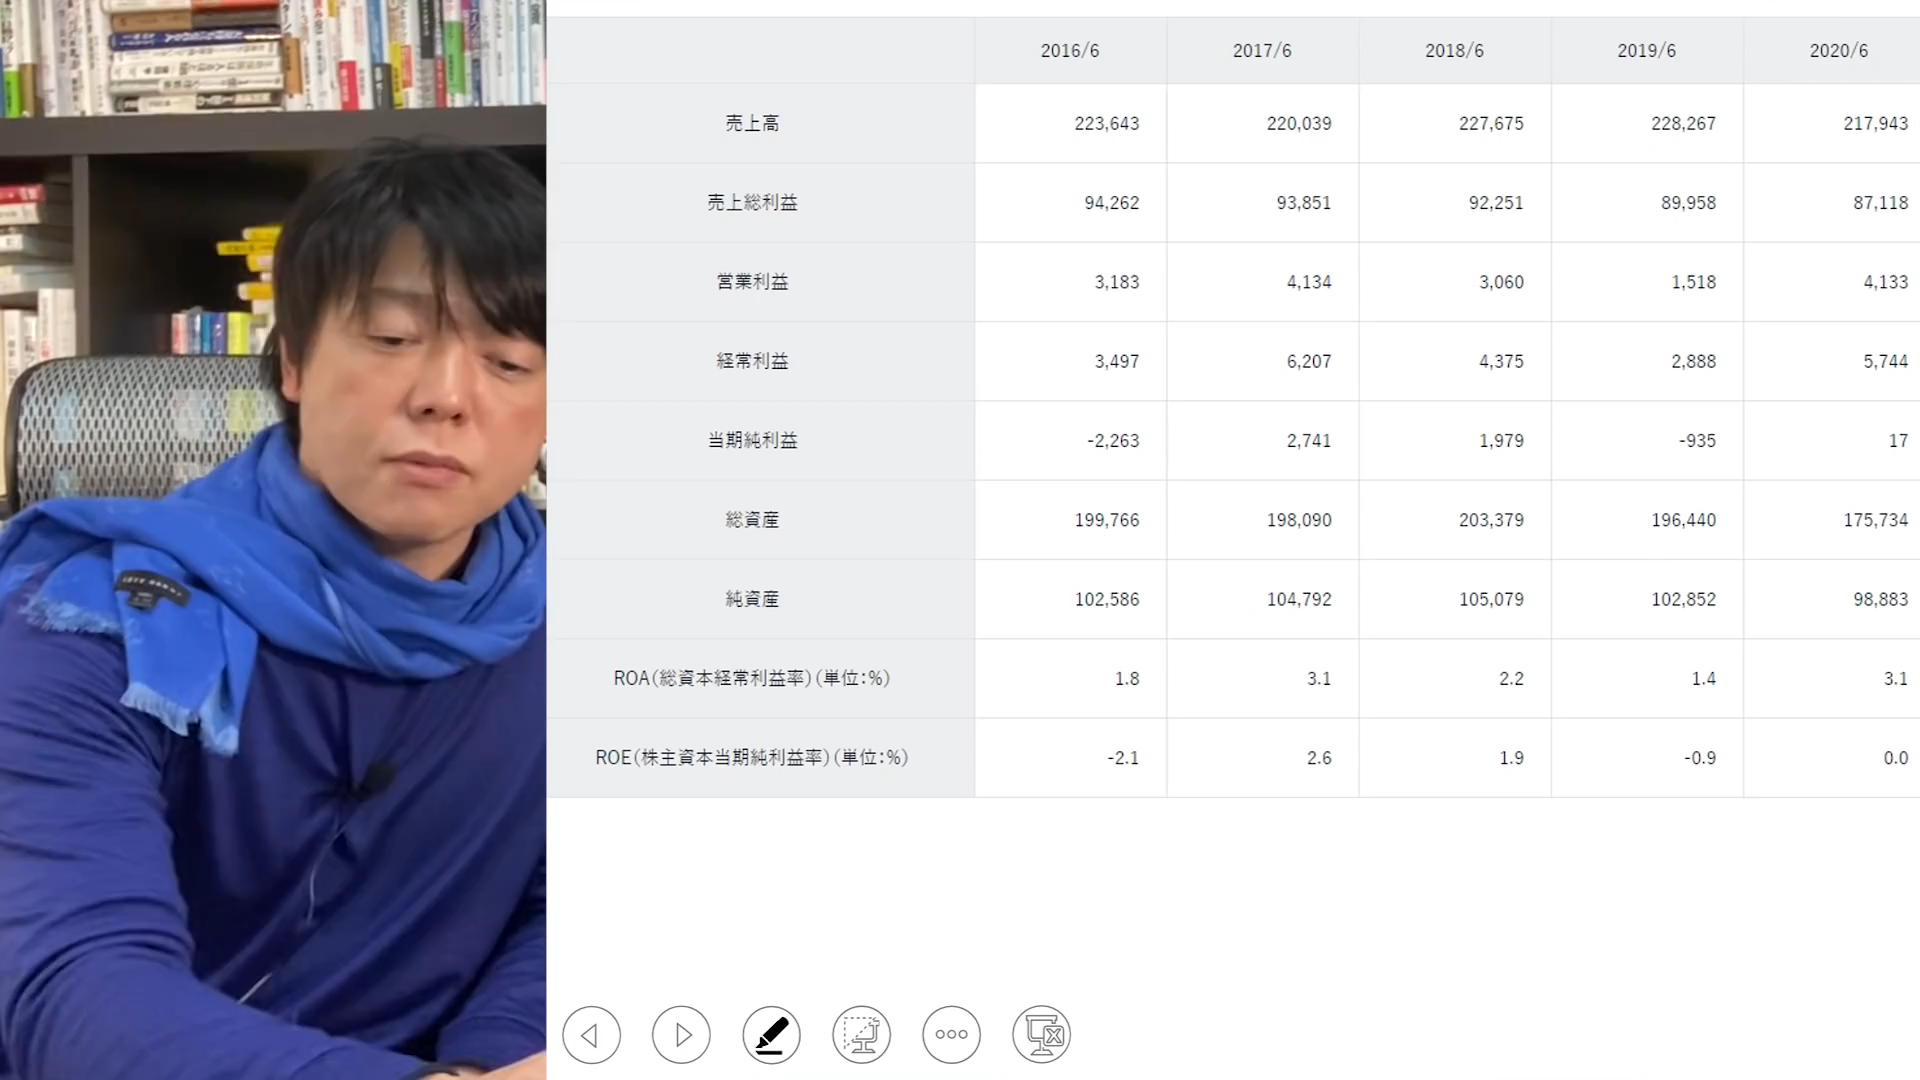 2016/6 2017/6 2018/6 2019/6 2020/6
売上高 223,643 220,039 227,675 228,267 217,943
売上総利益 94,262 93,851 92,251 89,958 87,118
営業利益 3,183 4,134 3,060 1,518 4,133
経常利益 3,497 6,207 4,375 2,888 5,744
当期純利益 -2,263 2,741 1,979 -935 17
総資産 199,766 198,090 203,379 196,440 175,734
純資産 102,586 104,792 105,079 102,852 98,883
ROA(総資本経常利益率)(単位:%) 1.8 3.1 2.2 1.4 3.1
ROE(株主資本当期純利益率)(単位:%) -2.1 2.6 1.9 -0.9 0.0